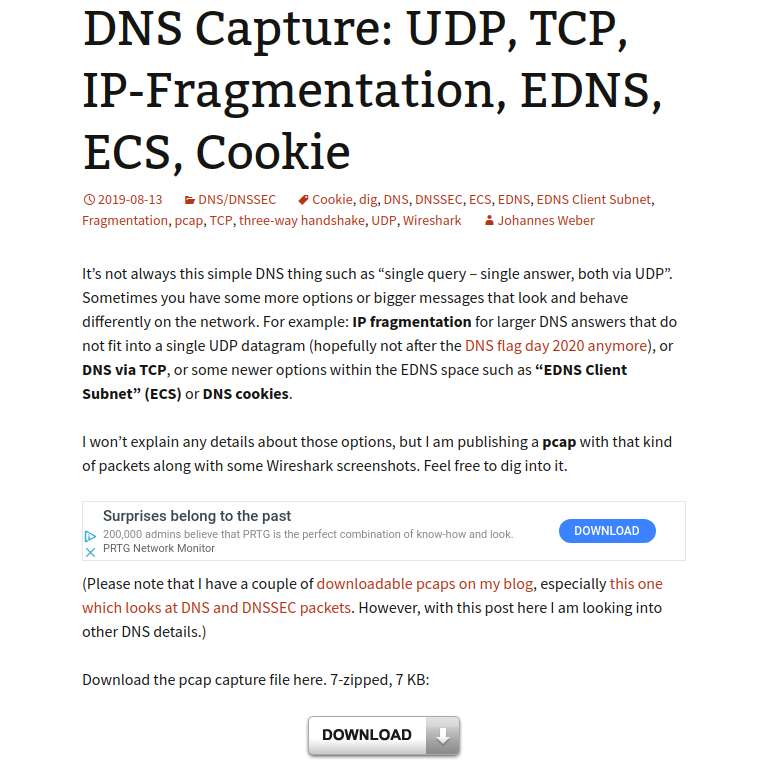 DNS Capture: UDP, TCP,
IP-Fragmentation, EDNS,
ECS, Cookie
2019-08-13 DNS/DNSSEC Cookie, dig, DNS, DNSSEC, ECS, EDNS, EDNS Client Subnet,
Fragmentation, pcap, TCP, three-way handshake, UDP, Wireshark Johannes Weber
It’s not always this simple DNS thing such as “single query – single answer, both via UDP”.
Sometimes you have some more options or bigger messages that look and behave
differently on the network. For example: IP fragmentation for larger DNS answers that do
not fit into a single UDP datagram (hopefully not after the DNS flag day 2020 anymore), or
DNS via TCP, or some newer options within the EDNS space such as “EDNS Client
Subnet” (ECS) or DNS cookies.
I won’t explain any details about those options, but I am publishing a pcap with that kind
of packets along with some Wireshark screenshots. Feel free to dig into it.
Surprises belong to the past
200,000 admins believe that PRTG is the perfect combination of know-how and look.
PRTG Network Monitor
DOWNLOAD
(Please note that I have a couple of downloadable pcaps on my blog, especially this one
which looks at DNS and DNSSEC packets. However, with this post here I am looking into
other DNS details.)
Download the pcap capture file here. 7-zipped, 7 KB:
DOWNLOAD